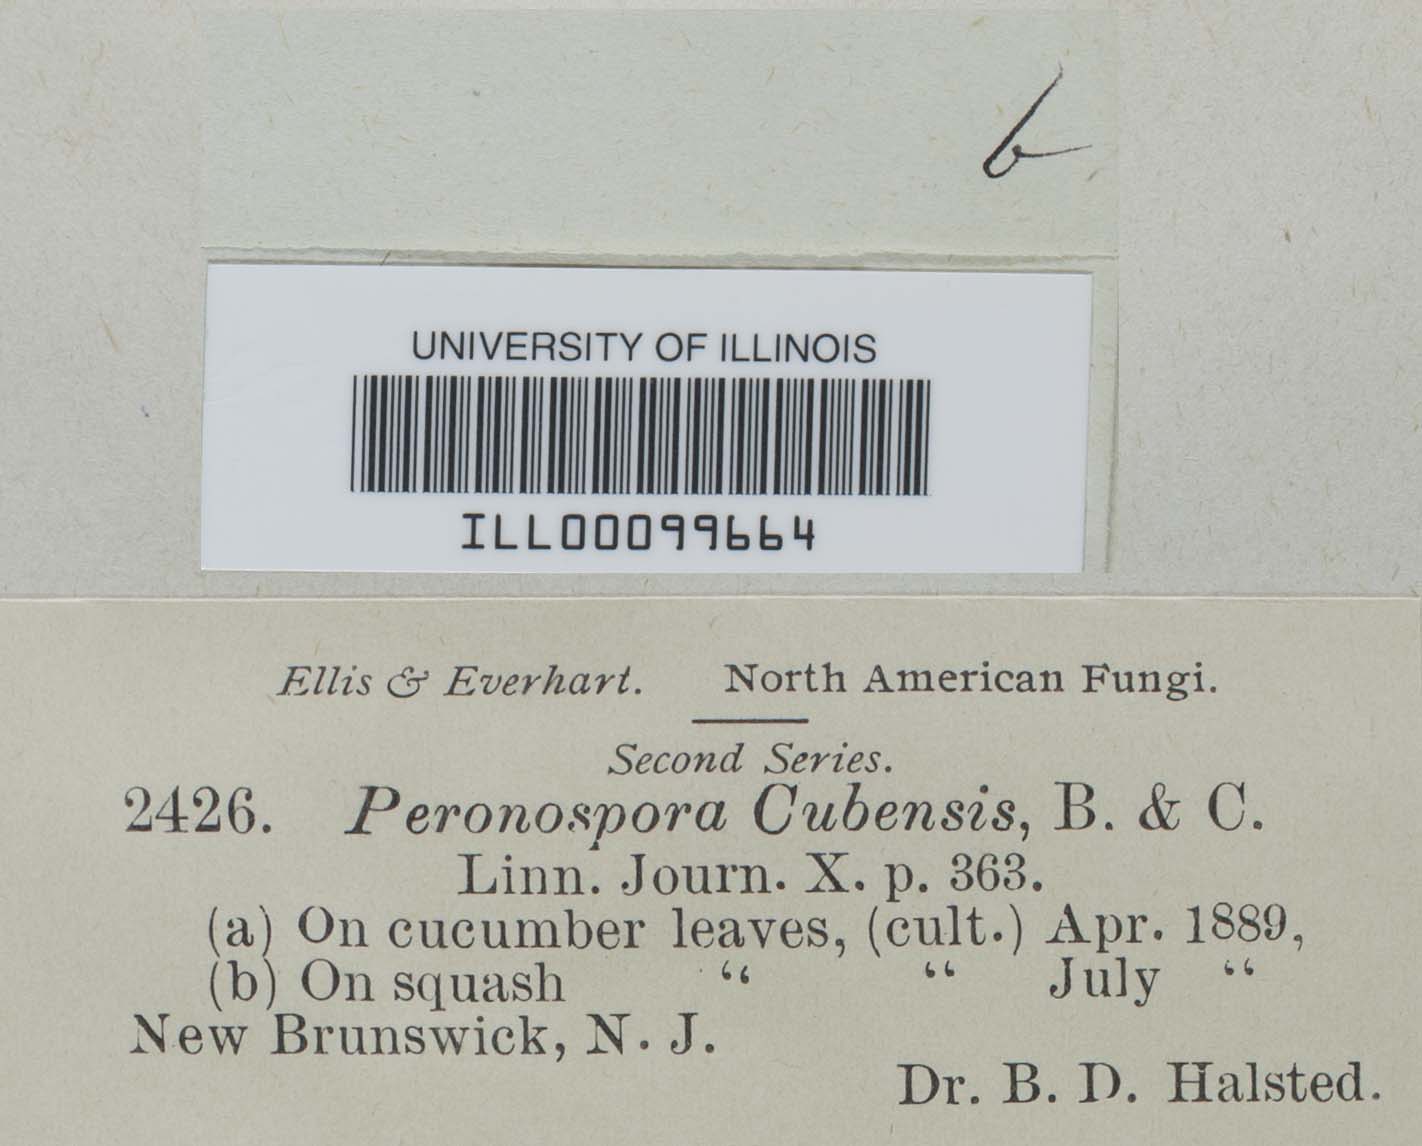 b
UNIVERSITY OF ILLINOIS
ILL00099664
Ellis & Everhart. North American Fungi.
Second Series.
2426. Peronospora Cubensis, B. & C.
Linn. Journ. X. p. 363.
(a) On cucumber leaves, (cult.) Apr. 1889,
(b) On squash “ “ July “
New Brunswick, N. J.
Dr. B. D. Halsted.